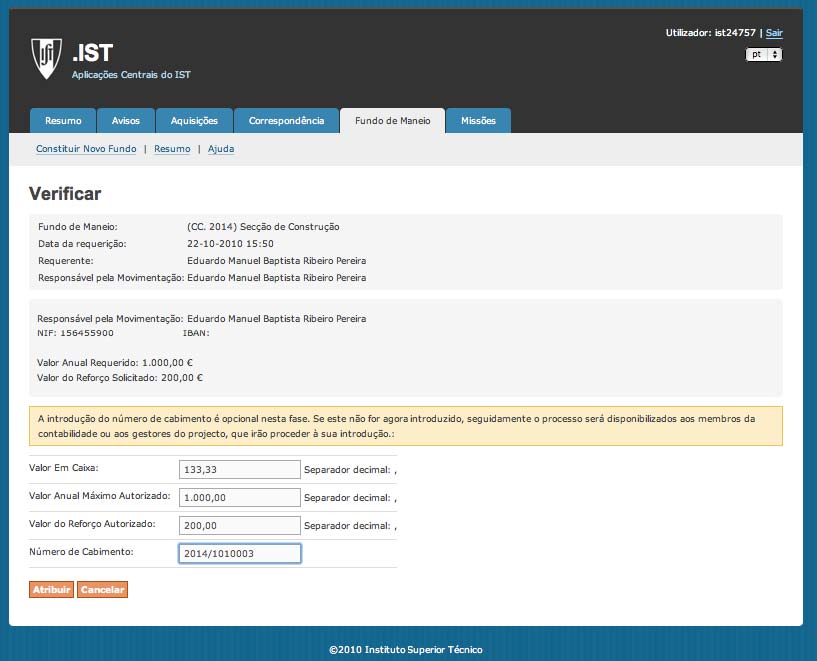 Utilizador: ist24757 | Sair
pt
.IST
Aplicações Centrais do IST
Resumo Avisos Aquisições Correspondência Fundo de Maneio Missões
Constituir Novo Fundo | Resumo | Ajuda
Verificar
Fundo de Maneio: (CC. 2014) Secção de Construção
Data da requerição: 22-10-2010 15:50
Requerente: Eduardo Manuel Baptista Ribeiro Pereira
Responsável pela Movimentação: Eduardo Manuel Baptista Ribeiro Pereira
Responsável pela Movimentação: Eduardo Manuel Baptista Ribeiro Pereira
NIF: 156455900 IBAN:
Valor Anual Requerido: 1.000,00 €
Valor do Reforço Solicitado: 200,00 €
A introdução do número de cabimento é opcional nesta fase. Se este não for agora introduzido, seguidamente o processo será disponibilizados aos membros da
contabilidade ou aos gestores do projecto, que irão proceder à sua introdução.:
Valor Em Caixa: 133,33 Separador decimal: ,
Valor Anual Máximo Autorizado: 1.000,00 Separador decimal: ,
Valor do Reforço Autorizado: 200,00 Separador decimal: ,
Número de Cabimento: 2014/1010003
Atribuir Cancelar
©2010 Instituto Superior Técnico